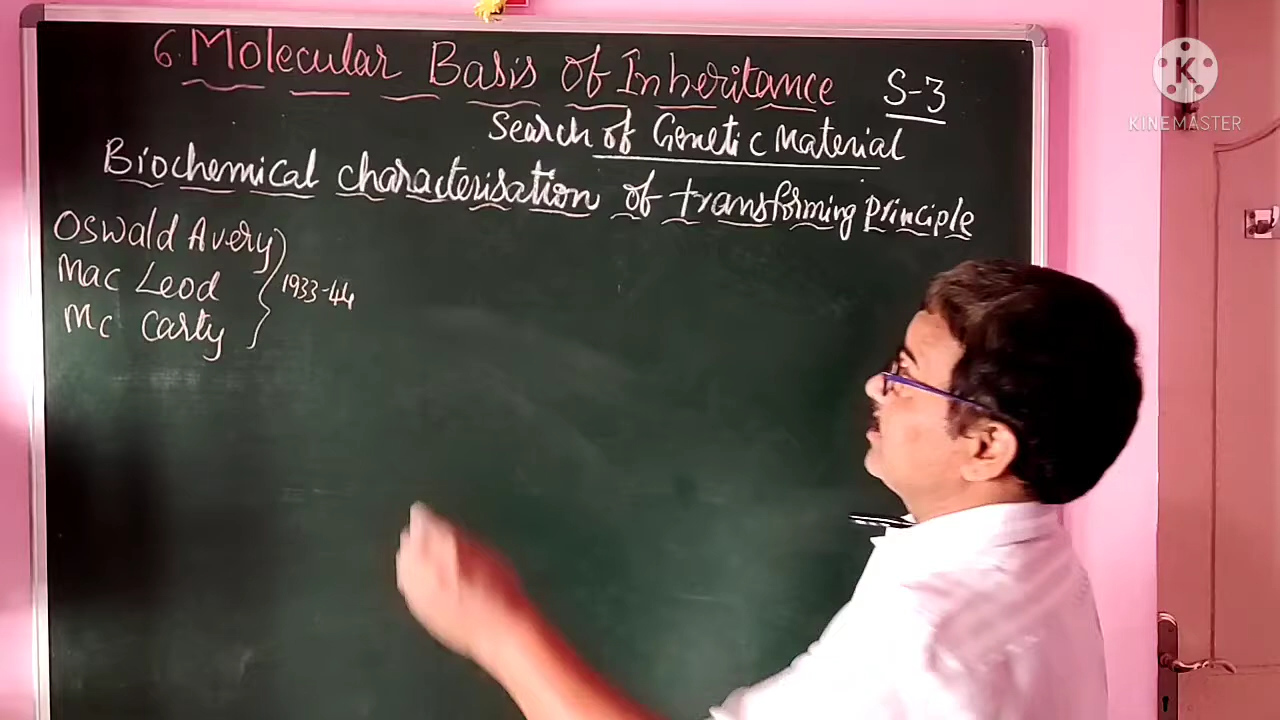 6. Molecular Basis of Inheritance S-3
Search of Genetic Material
Biochemical characterisation of transforming Principle
Oswald Avery
Mac Leod
Mc Carty
1933-44
K
KINEMASTER